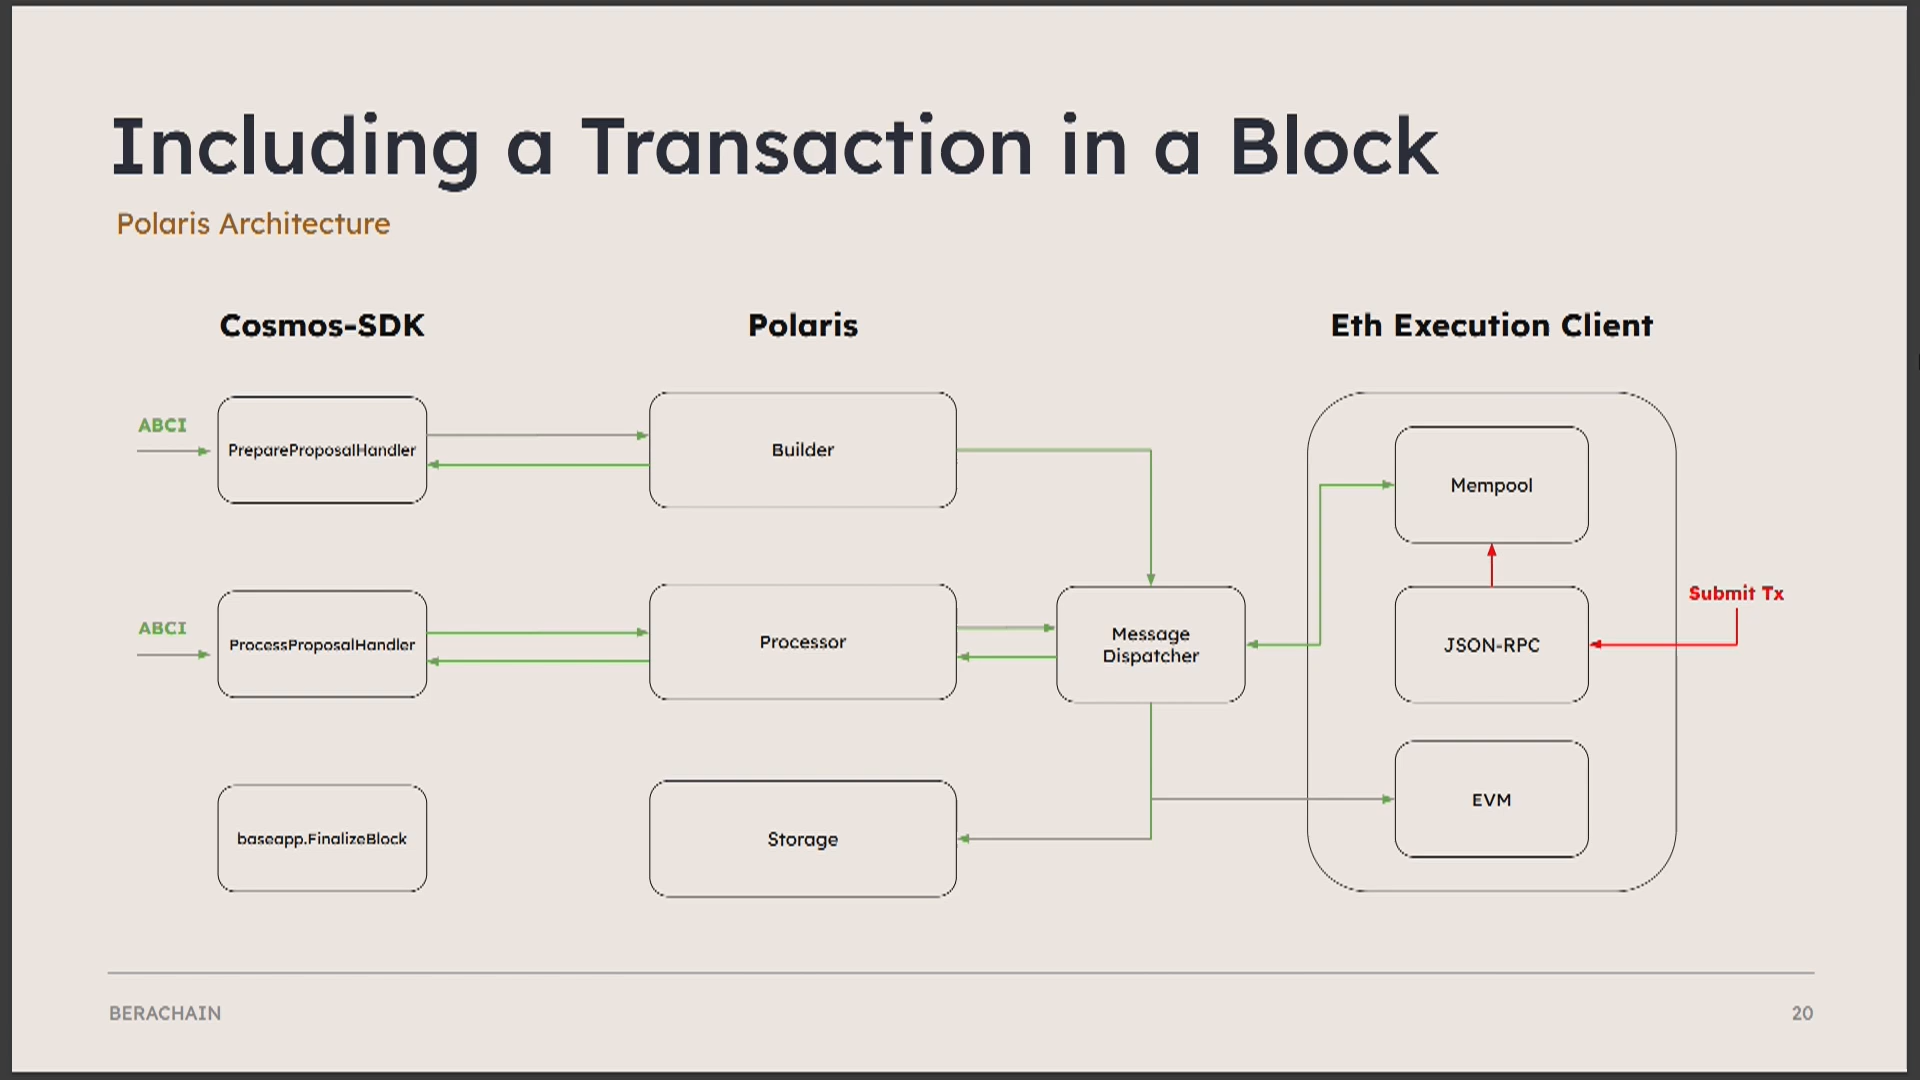 Including a Transaction in a Block
Polaris Architecture
Cosmos-SDK
Polaris
Eth Execution Client
ABCI
PrepareProposalHandler
Builder
Mempool
ABCI
ProcessProposalHandler
Processor
Message
Dispatcher
JSON-RPC
Submit Tx
baseapp.FinalizeBlock
Storage
EVM
BERACHAIN
20